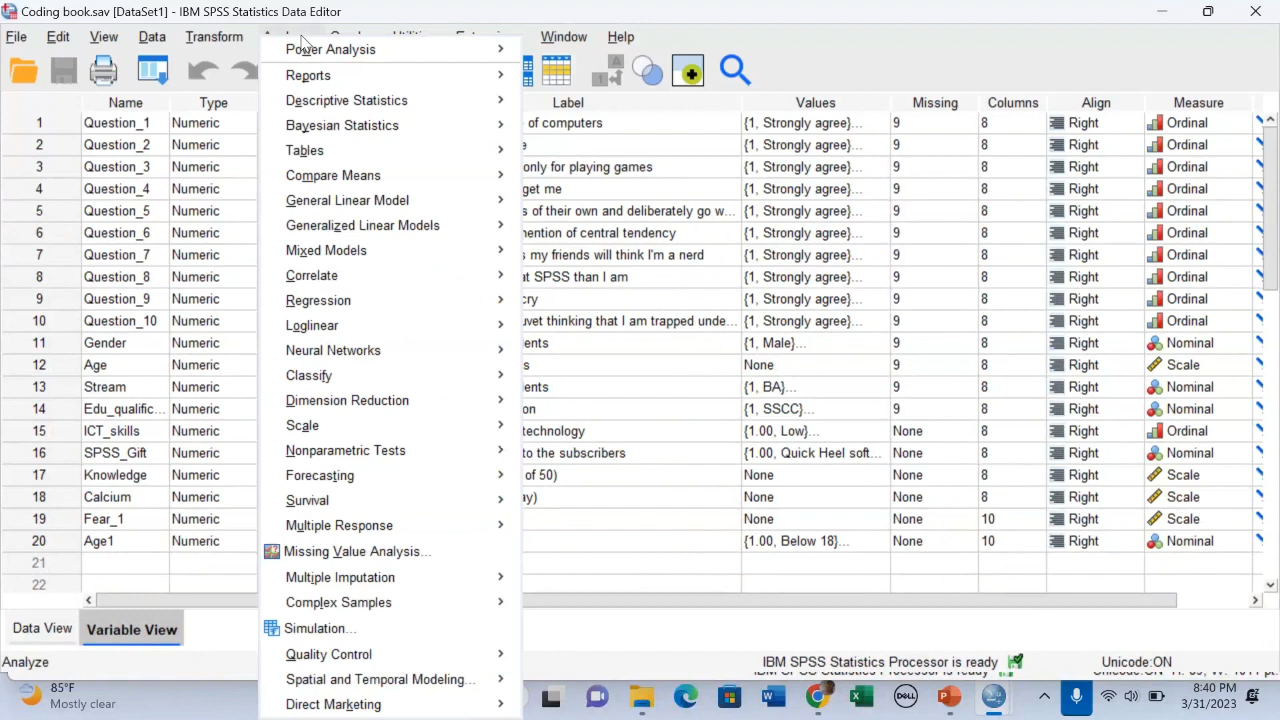 Coding book.sav [DataSet1] - IBM SPSS Statistics Data Editor
File Edit View Data Transform Window Help
Power Analysis
Reports
Descriptive Statistics
Bayesian Statistics
Tables
Compare Means
General Linear Model
Generalized Linear Models
Mixed Models
Correlate
Regression
Loglinear
Neural Networks
Classify
Dimension Reduction
Scale
Nonparametric Tests
Forecasting
Survival
Multiple Response
Missing Value Analysis...
Multiple Imputation
Complex Samples
Simulation...
Quality Control
Spatial and Temporal Modeling...
Direct Marketing
Name Type Label Values Missing Columns Align Measure
1 Question_1 Numeric of computers {1, Strongly agree}... 9 8 Right Ordinal
2 Question_2 Numeric {1, Strongly agree}... 9 8 Right Ordinal
3 Question_3 Numeric only for playing games {1, Strongly agree}... 9 8 Right Ordinal
4 Question_4 Numeric get me {1, Strongly agree}... 9 8 Right Ordinal
5 Question_5 Numeric s of their own and deliberately go w... {1, Strongly agree}... 9 8 Right Ordinal
6 Question_6 Numeric nention of central tendency {1, Strongly agree}... 9 8 Right Ordinal
7 Question_7 Numeric s my friends will think I'm a nerd {1, Strongly agree}... 9 8 Right Ordinal
8 Question_8 Numeric at SPSS than I am {1, Strongly agree}... 9 8 Right Ordinal
9 Question_9 Numeric cry {1, Strongly agree}... 9 8 Right Ordinal
10 Question_10 Numeric uvet thinking that I am trapped unde... {1, Strongly agree}... 9 8 Right Ordinal
11 Gender Numeric ents {1, Male}... 9 8 Right Nominal
12 Age Numeric s None 9 8 Right Scale
13 Stream Numeric ents {1, BA}... 9 8 Right Nominal
14 Edu_qualific... Numeric on {1, SSCC}... 9 8 Right Nominal
15 ICT_skills Numeric technology {1.00, Low}... None 8 Right Ordinal
16 SPSS_Gift Numeric to the subscribers {1.00, Quick Heel soft... None 8 Right Nominal
17 Knowledge Numeric of 50) None None 8 Right Scale
18 Calcium Numeric ay) None None 8 Right Scale
19 Fear_1 Numeric None None 10 Right Scale
20 Age1 Numeric {1.00, Below 18}... None 10 Right Nominal
21
22
Data View Variable View
Analyze IBM SPSS Statistics Processor is ready Unicode:ON
85°F
Mostly clear
DELL
8:40 PM
3/31/2023